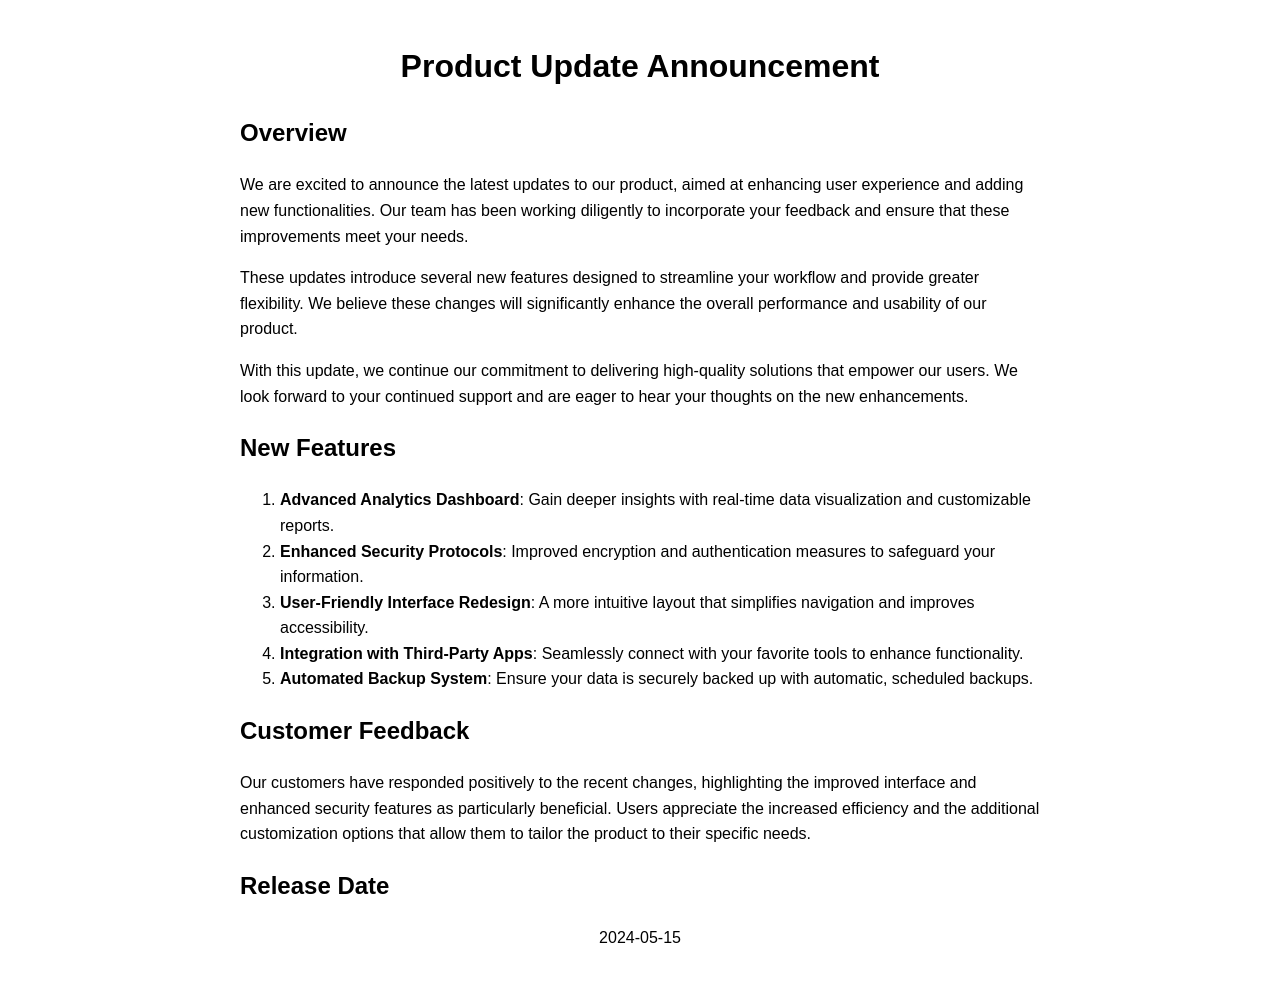 Product Update Announcement
Overview
We are excited to announce the latest updates to our product, aimed at enhancing user experience and adding
new functionalities. Our team has been working diligently to incorporate your feedback and ensure that these
improvements meet your needs.
These updates introduce several new features designed to streamline your workflow and provide greater
flexibility. We believe these changes will significantly enhance the overall performance and usability of our
product.
With this update, we continue our commitment to delivering high-quality solutions that empower our users. We
look forward to your continued support and are eager to hear your thoughts on the new enhancements.
New Features
1. Advanced Analytics Dashboard: Gain deeper insights with real-time data visualization and customizable
reports.
2. Enhanced Security Protocols: Improved encryption and authentication measures to safeguard your
information.
3. User-Friendly Interface Redesign: A more intuitive layout that simplifies navigation and improves
accessibility.
4. Integration with Third-Party Apps: Seamlessly connect with your favorite tools to enhance functionality.
5. Automated Backup System: Ensure your data is securely backed up with automatic, scheduled backups.
Customer Feedback
Our customers have responded positively to the recent changes, highlighting the improved interface and
enhanced security features as particularly beneficial. Users appreciate the increased efficiency and the additional
customization options that allow them to tailor the product to their specific needs.
Release Date
2024-05-15